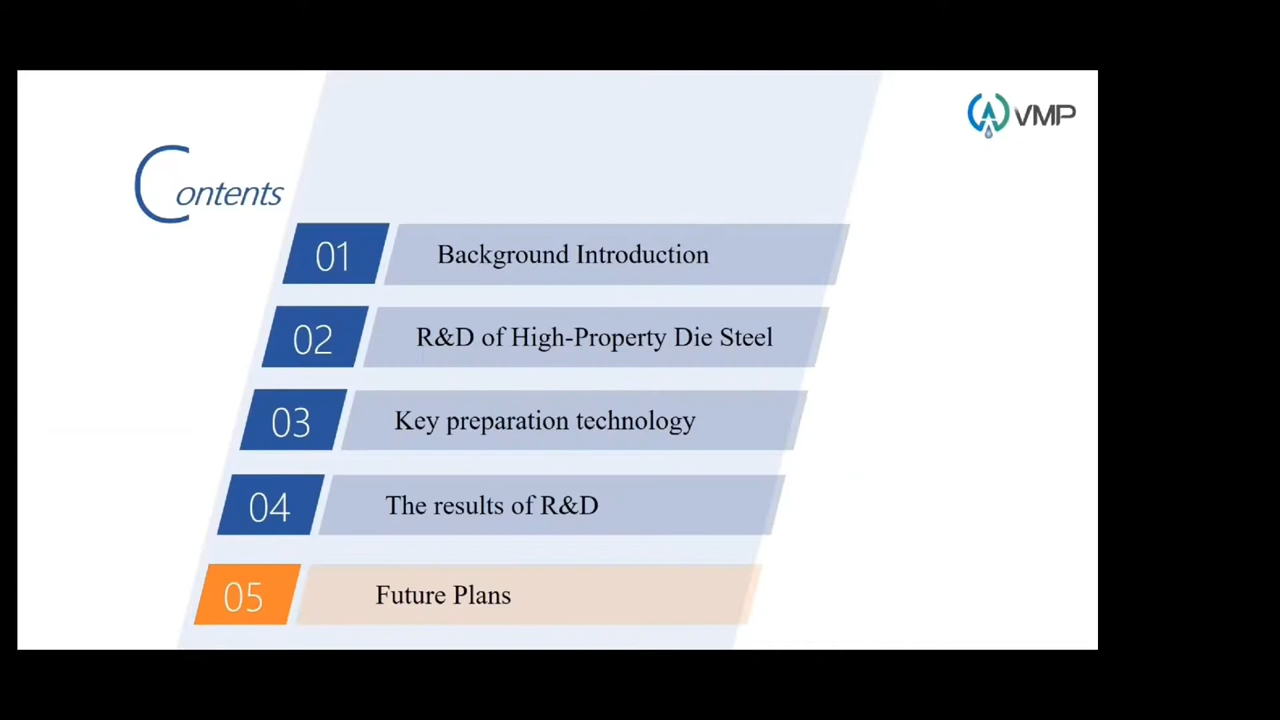 VMP
Contents
01 Background Introduction
02 R&D of High-Property Die Steel
03 Key preparation technology
04 The results of R&D
05 Future Plans